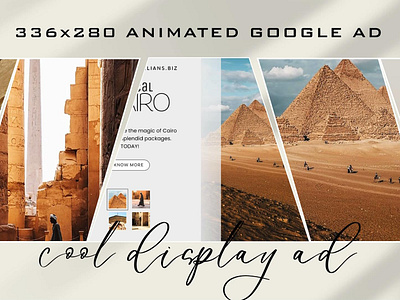 336x280 ANIMATED GOOGLE AD
LIANS.BIZ
CAL
AIRO
the magic of Cairo
splendid packages.
TODAY!
KNOW MORE
cool display ad